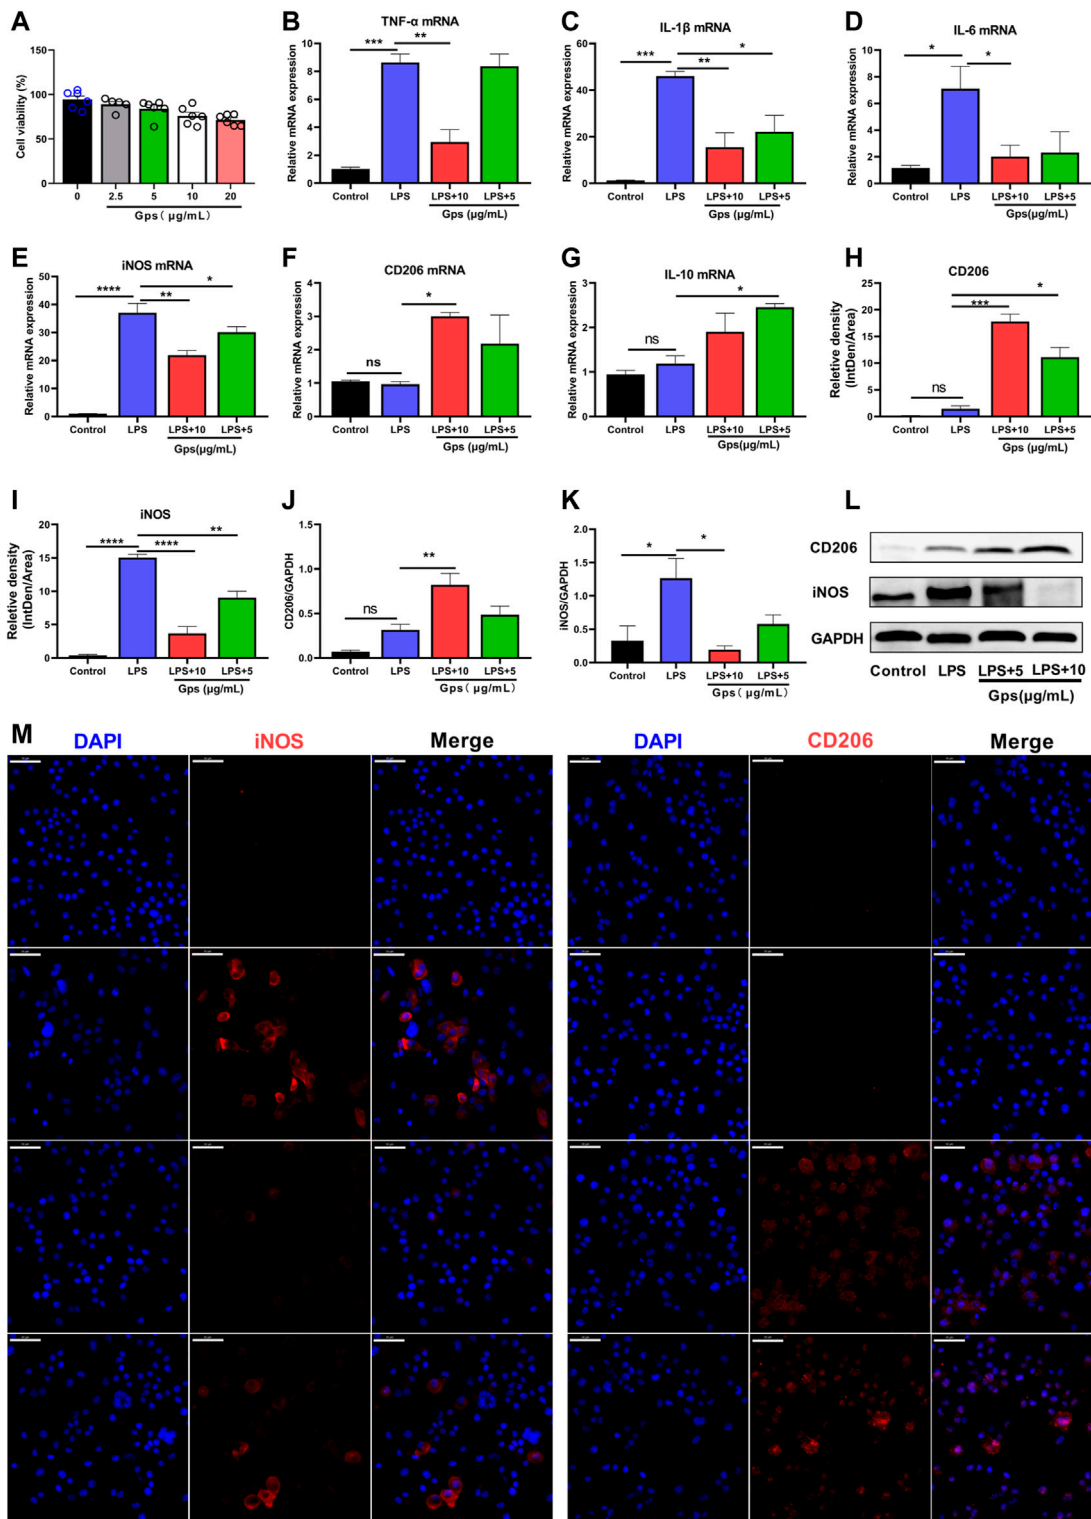 A
Cell viability (%)
150
100
50
0
0
2.5
5
10
20
Gps ( μg/mL)
B
TNF-α mRNA
Relative mRNA expression
10
8
6
4
2
0
***
**
Control
LPS
LPS+10
LPS+5
Gps (μg/mL)
C
IL-1β mRNA
Relative mRNA expression
60
40
20
0
***
**
*
Control
LPS
LPS+10
LPS+5
Gps (μg/mL)
D
IL-6 mRNA
Relative mRNA expression
10
8
6
4
2
0
*
*
Control
LPS
LPS+10
LPS+5
Gps(μg/mL)
E
iNOS mRNA
Relative mRNA expression
50
40
30
20
10
0
****
**
*
Control
LPS
LPS+10
LPS+5
Gps(μg/mL)
F
CD206 mRNA
Relative mRNA expression
4
3
2
1
0
ns
*
Control
LPS
LPS+10
LPS+5
Gps(μg/mL)
G
IL-10 mRNA
Relative mRNA expression
3
2
1
0
ns
*
Control
LPS
LPS+10
LPS+5
Gps(μg/mL)
H
CD206
Reletive density
(IntDen/Area)
25
20
15
10
5
0
ns
***
*
Control
LPS
LPS+10
LPS+5
Gps(μg/mL)
I
iNOS
Reletive density
(IntDen/Area)
20
15
10
5
0
****
****
**
Control
LPS
LPS+10
LPS+5
Gps (μg/mL)
J
CD206/GAPDH
1.5
1.0
0.5
0.0
ns
**
Control
LPS
LPS+10
LPS+5
Gps ( μg/mL)
K
iNOS/GAPDH
2.0
1.5
1.0
0.5
0.0
*
*
Control
LPS
LPS+10
LPS+5
Gps ( μg/mL)
L
CD206
iNOS
GAPDH
Control
LPS
LPS+5
LPS+10
Gps(μg/mL)
M
DAPI
iNOS
Merge
DAPI
CD206
Merge